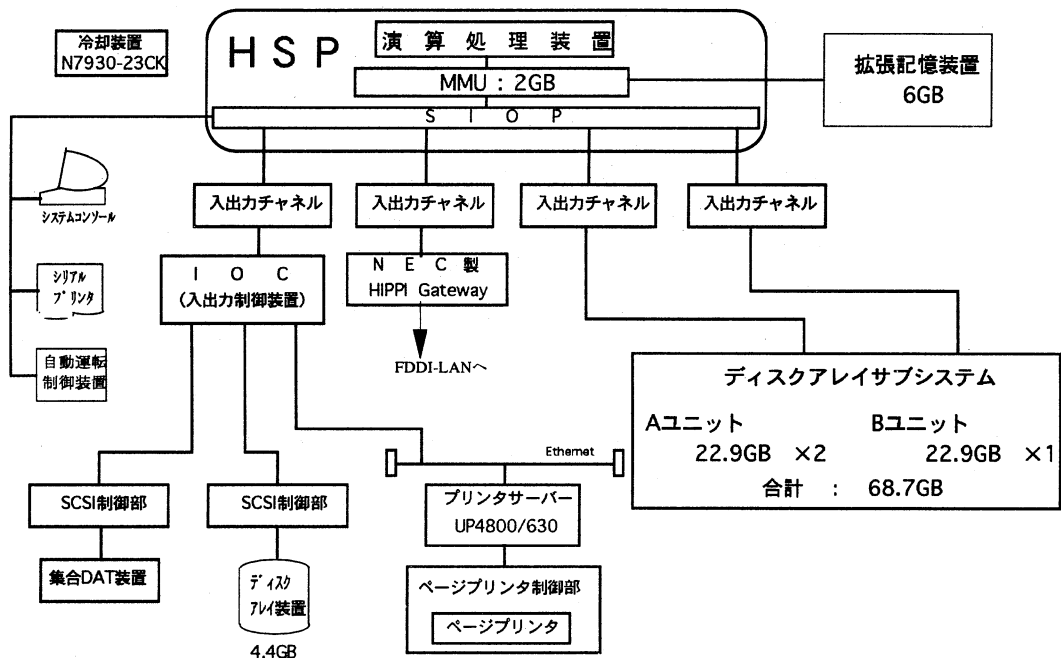 冷却装置
N7930-23CK
HSP
演算処理装置
MMU : 2GB
SIOP
拡張記憶装置
6GB
システムコンソール
シリアル
プリンタ
自動運転
制御装置
入出力チャネル
入出力チャネル
入出力チャネル
入出力チャネル
IOC
(入出力制御装置)
NEC製
HIPPI Gateway
FDDI-LANへ
ディスクアレイサブシステム
Aユニット
Bユニット
22.9GB ×2
22.9GB ×1
合計 : 68.7GB
Ethernet
SCSI制御部
SCSI制御部
プリンタサーバー
UP4800/630
集合DAT装置
ディスク
アレイ装置
4.4GB
ページプリンタ制御部
ページプリンタ